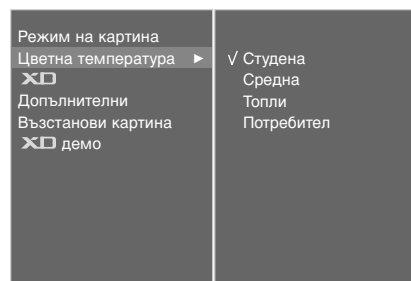 Режим на картина
Цветна температура ►
XD
Допълнителни
Възстанови картина
XD демо
√ Студена
Средна
Топли
Потребител